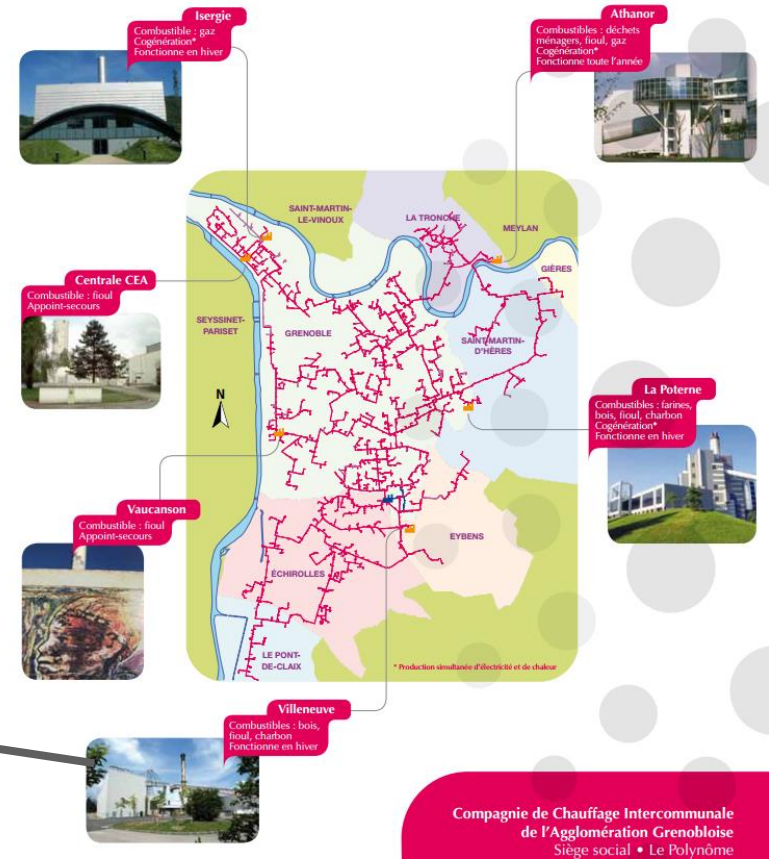 Isergie
Combustible : gaz
Cogénération*
Fonctionne en hiver
Athanor
Combustibles : déchets
ménagers, fioul, gaz
Cogénération*
Fonctionne toute l'année
SAINT-MARTIN-
LE-VINOUX
LA TRONCHE
MEYLAN
GIÈRES
Centrale CEA
Combustible : fioul
Appoint-secours
SEYSSINET-
PARISET
GRENOBLE
SAINT-MARTIN-
D'HÈRES
N
La Poterne
Combustibles : farines,
bois, fioul, charbon
Cogénération*
Fonctionne en hiver
Vaucanson
Combustible : fioul
Appoint-secours
EYBENS
ÉCHIROLLES
LE PONT-
DE-CLAIX
* Production simultanée d'électricité et de chaleur
Villeneuve
Combustibles : bois,
fioul, charbon
Fonctionne en hiver
Compagnie de Chauffage Intercommunale
de l'Agglomération Grenobloise
Siège social • Le Polynôme